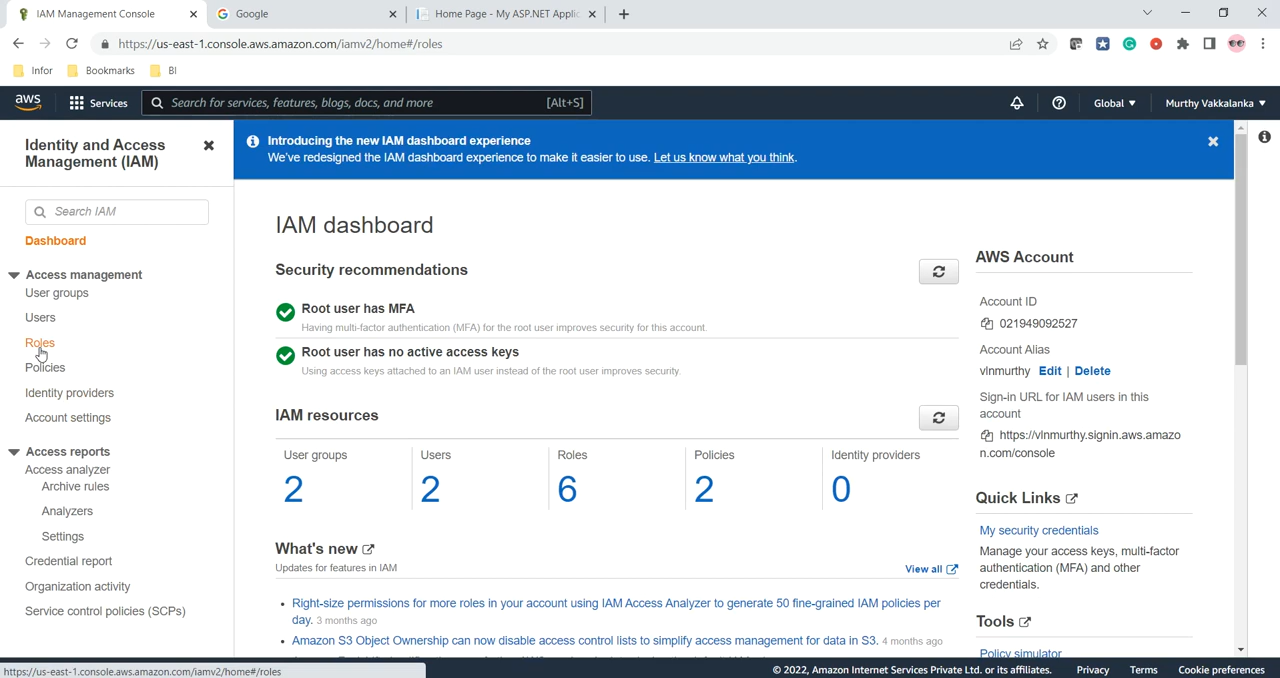 IAM Management Console
Google
Home Page - My ASP.NET Applic
https://us-east-1.console.aws.amazon.com/iamv2/home#/roles
Infor
Bookmarks
BI
aws
Services
Search for services, features, blogs, docs, and more
[Alt+S]
Global
Murthy Vakkalanka
Identity and Access
Management (IAM)
Search IAM
Dashboard
Access management
User groups
Users
Roles
Policies
Identity providers
Account settings
Access reports
Access analyzer
Archive rules
Analyzers
Settings
Credential report
Organization activity
Service control policies (SCPs)
Introducing the new IAM dashboard experience
We've redesigned the IAM dashboard experience to make it easier to use. Let us know what you think.
IAM dashboard
Security recommendations
Root user has MFA
Having multi-factor authentication (MFA) for the root user improves security for this account.
Root user has no active access keys
Using access keys attached to an IAM user instead of the root user improves security.
IAM resources
User groups
Users
Roles
Policies
Identity providers
2
2
6
2
0
What's new
Updates for features in IAM
View all
Right-size permissions for more roles in your account using IAM Access Analyzer to generate 50 fine-grained IAM policies per
day. 3 months ago
Amazon S3 Object Ownership can now disable access control lists to simplify access management for data in S3. 4 months ago
AWS Account
Account ID
021949092527
Account Alias
vlnmurthy Edit | Delete
Sign-in URL for IAM users in this
account
https://vlnmurthy.signin.aws.amazo
n.com/console
Quick Links
My security credentials
Manage your access keys, multi-factor
authentication (MFA) and other
credentials.
Tools
Policy simulator
https://us-east-1.console.aws.amazon.com/iamv2/home#/roles
© 2022, Amazon Internet Services Private Ltd. or its affiliates.
Privacy
Terms
Cookie preferences